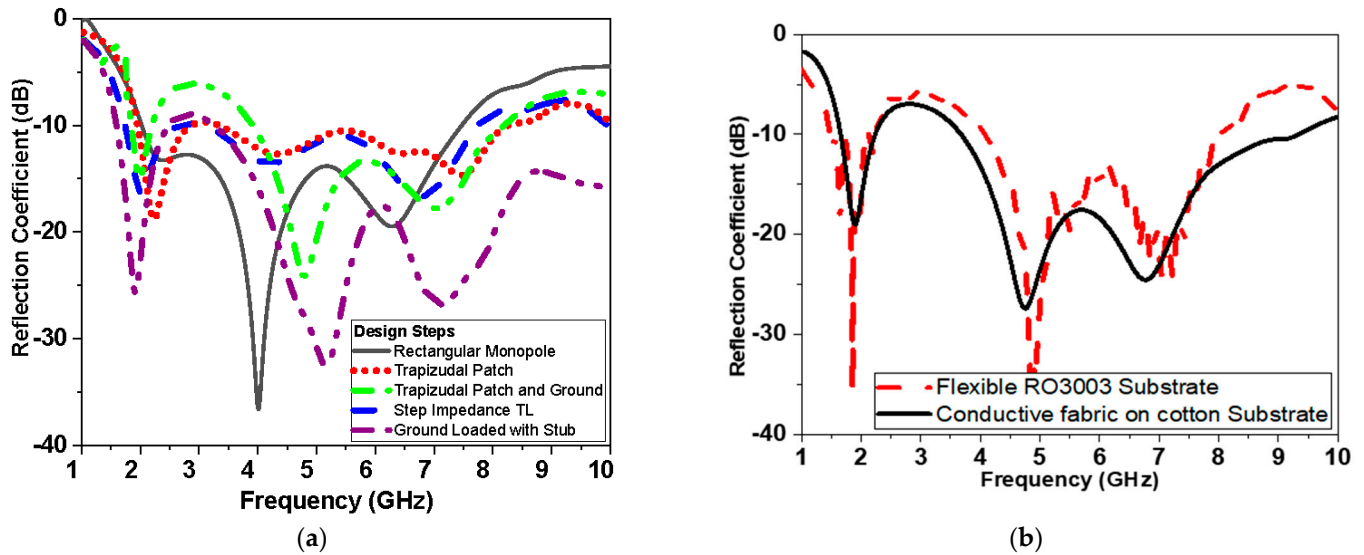 0
-10
-20
-30
-40
Reflection Coefficient (dB)
Design Steps
Rectangular Monopole
Trapizudal Patch
Trapizudal Patch and Ground
Step Impedance TL
Ground Loaded with Stub
1 2 3 4 5 6 7 8 9 10
Frequency (GHz)
(a)
0
-10
-20
-30
-40
Reflection Coefficient (dB)
Flexible RO3003 Substrate
Conductive fabric on cotton Substrate
1 2 3 4 5 6 7 8 9 10
Frequency (GHz)
(b)